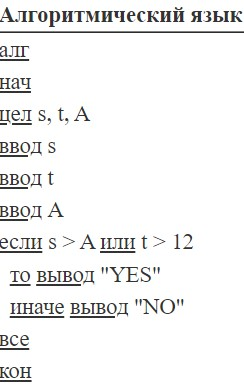 Алгоритмический язык
алг
нач
цел s, t, A
ввод s
ввод t
ввод A
если s > A или t > 12
то вывод "YES"
иначе вывод "NO"
все
кон